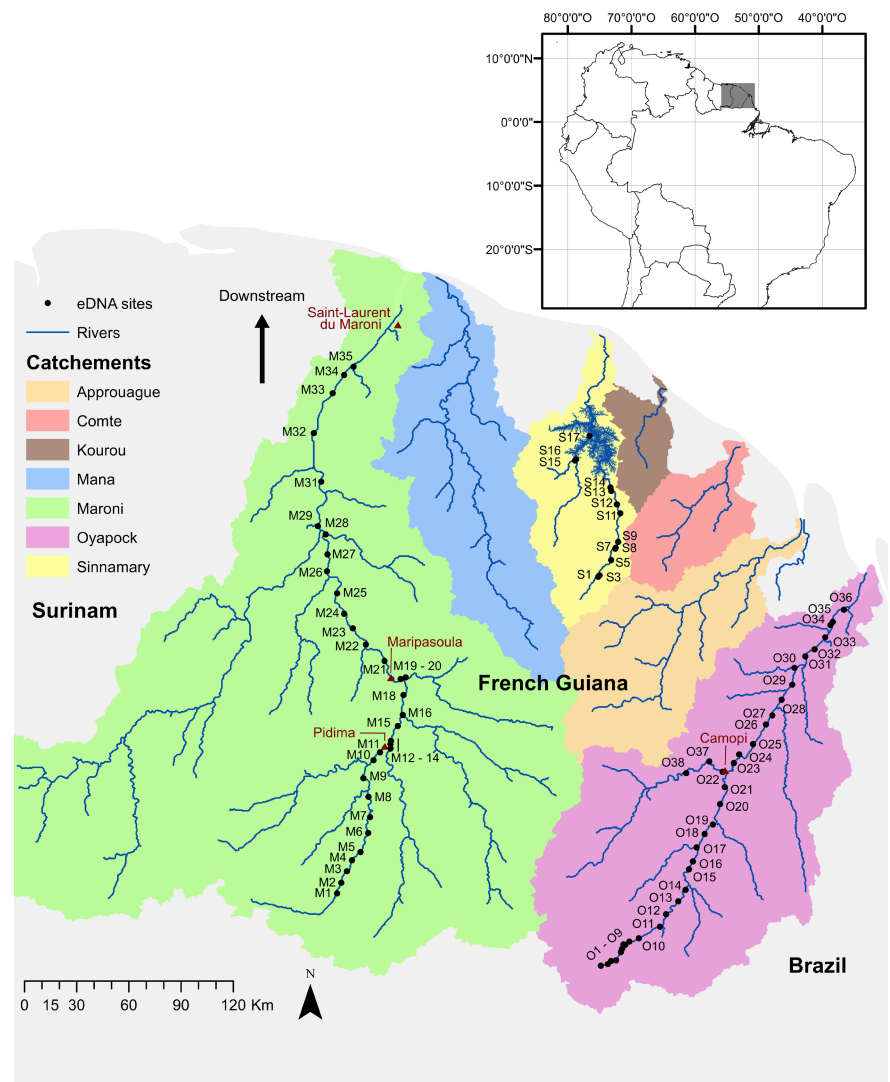 80°0'0"O 70°0'0"O 60°0'0"O 50°0'0"O 40°0'0"O
10°0'0"N
0°0'0"
10°0'0"S
20°0'0"S
eDNA sites
Rivers
Catchements
Approuague
Comte
Kourou
Mana
Maroni
Oyapock
Sinnamary
Downstream
Saint-Laurent
du Maroni
M35
M34
M33
M32
M31
M29
M28
M27
M26
M25
M24
M23
M22
M21
Maripasoula
M19 - 20
M18
M16
M15
Pidima
M11
M10
M12 - 14
M9
M8
M7
M6
M5
M4
M3
M2
M1
S17
S16
S15
S14
S13
S12
S11
S9
S7
S8
S5
S1
S3
Surinam
French Guiana
Brazil
O36
O35
O34
O33
O32
O31
O30
O29
O28
O27
O26
O25
Camopi
O24
O23
O37
O38
O22
O21
O20
O19
O18
O17
O16
O15
O14
O13
O12
O11
O10
O1 - O9
N
0 15 30 60 90 120 Km